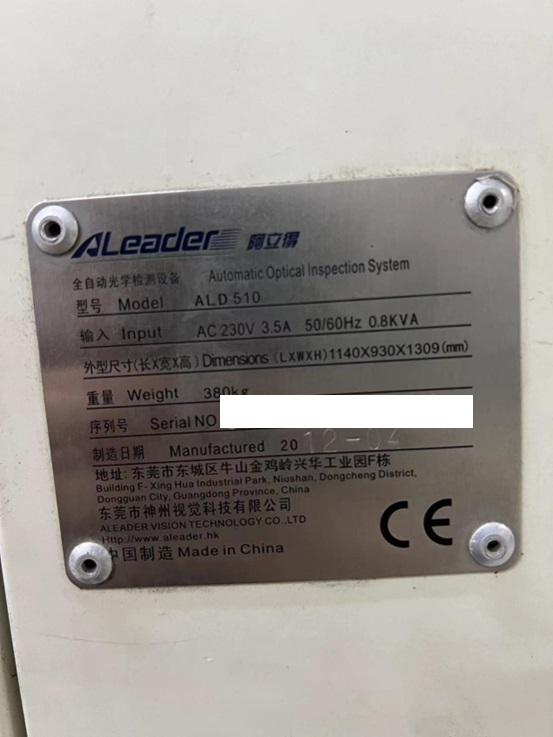 ALeader 阿立得
全自动光学检测设备 Automatic Optical Inspection System
型号 Model ALD 510
输入 Input AC 230V 3.5A 50/60Hz 0.8KVA
外型尺寸(长X宽X高) Dimensions (LXWXH) 1140X930X1309(mm)
重量 Weight 380kg
序列号 Serial NO
制造日期 Manufactured 2012-04
地址: 东莞市东城区牛山金鸡岭兴华工业园F栋
Building F- Xing Hua Industrial Park, Niushan, Dongcheng District,
Dongguan City, Guangdong Province, China
东莞市神州视觉科技有限公司
ALEADER VISION TECHNOLOGY CO.,LTD
Http://www.aleader.hk
中国制造 Made in China
CE